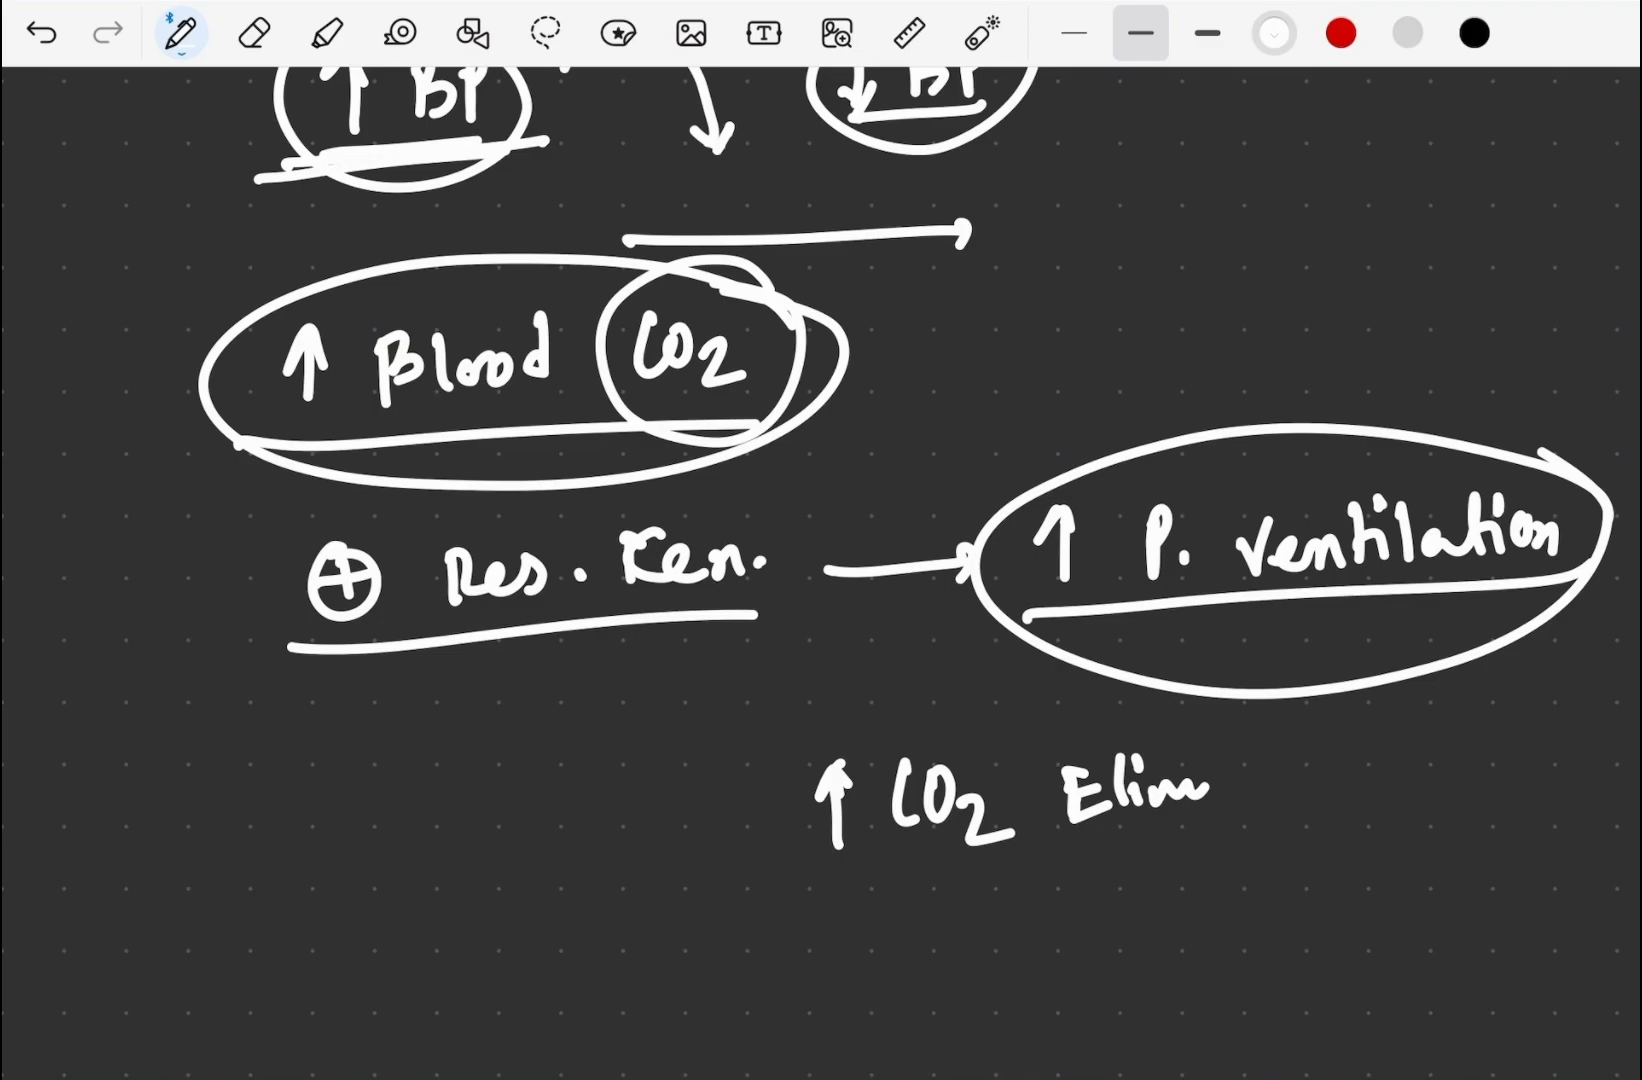 ↑ BP ↓ BP
↑ Blood CO2
⊕ Res. Cen. → ↑ P. Ventilation
↑ CO2 Elim